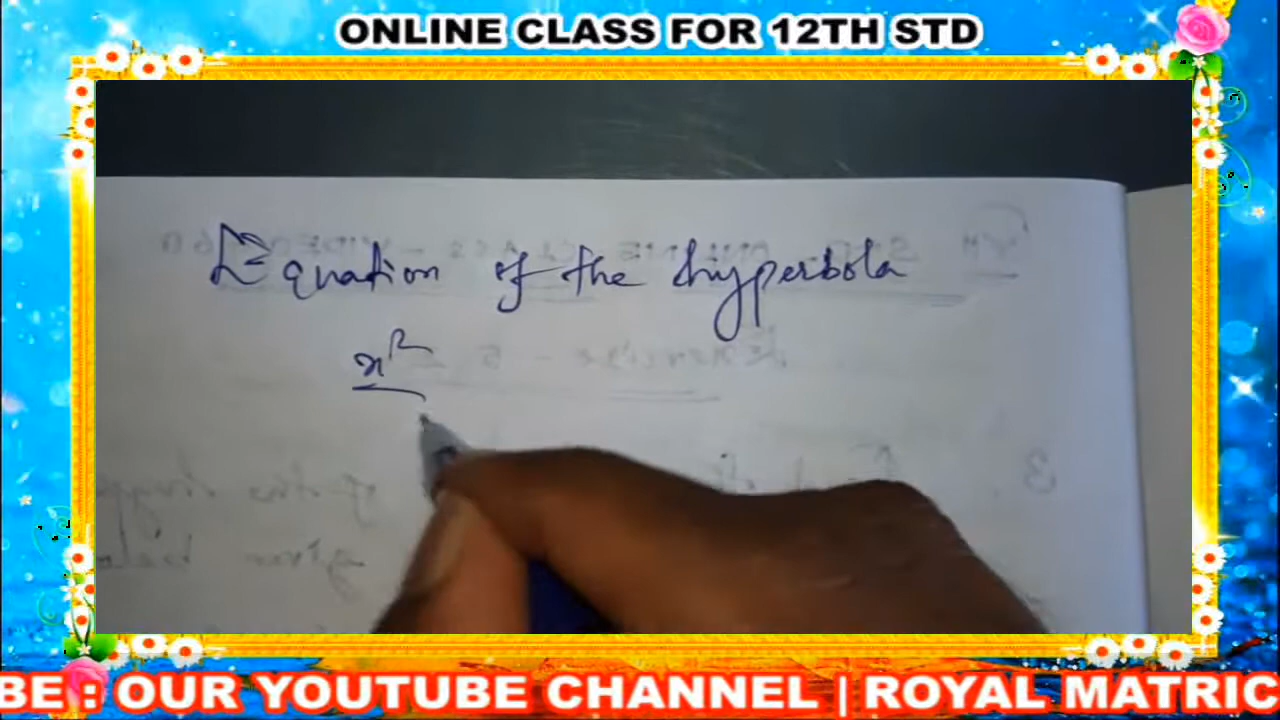 ONLINE CLASS FOR 12TH STD
Equation of the hyperbola
x²
BE : OUR YOUTUBE CHANNEL | ROYAL MATRIC